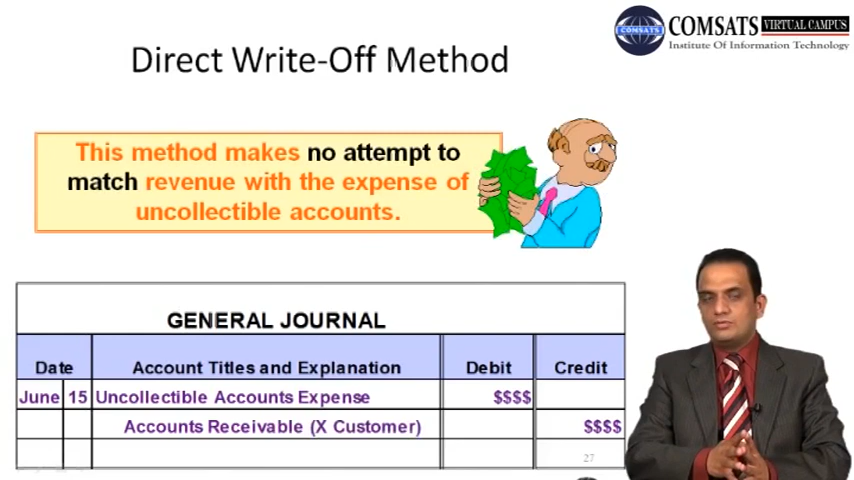 COMSATS VIRTUAL CAMPUS
COMSATS
Institute Of Information Technology
Direct Write-Off Method
This method makes no attempt to
match revenue with the expense of
uncollectible accounts.
GENERAL JOURNAL
Date Account Titles and Explanation Debit Credit
June 15 Uncollectible Accounts Expense $$$$
Accounts Receivable (X Customer) $$$$
27